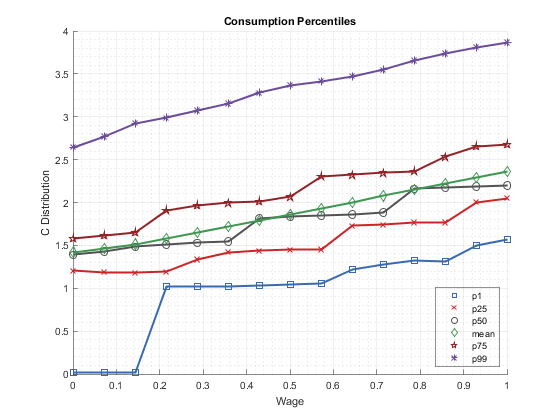 Consumption Percentiles
C Distribution
4
3.5
3
2.5
2
1.5
1
0.5
0
0 0.1 0.2 0.3 0.4 0.5 0.6 0.7 0.8 0.9 1
Wage
p1
p25
p50
mean
p75
p99